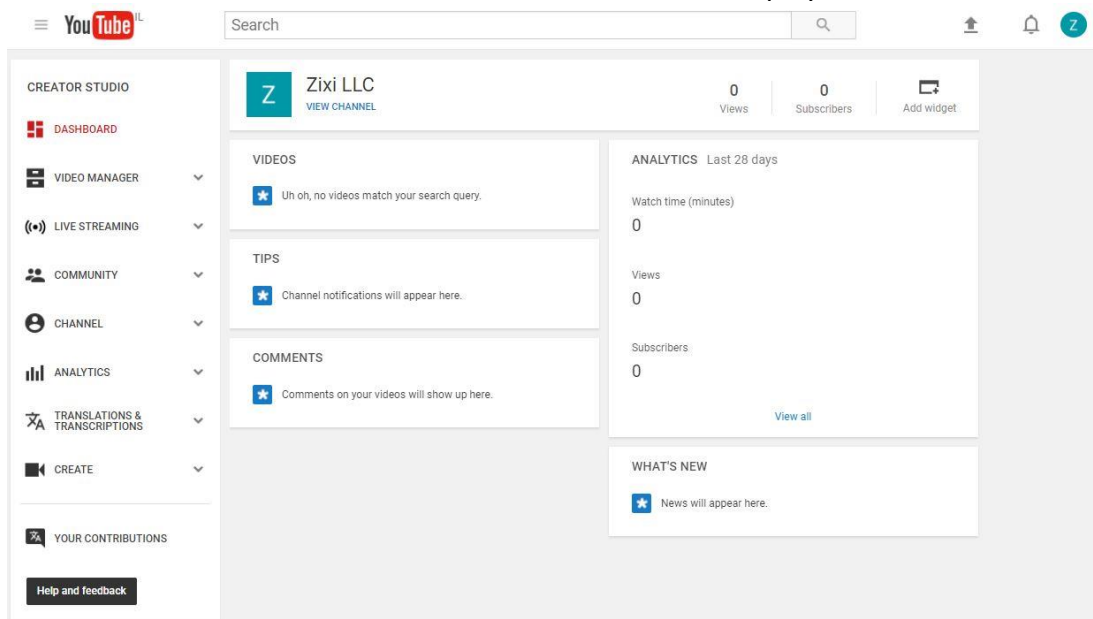 YouTube IL
Search
Z
CREATOR STUDIO
DASHBOARD
VIDEO MANAGER
LIVE STREAMING
COMMUNITY
CHANNEL
ANALYTICS
TRANSLATIONS &
TRANSCRIPTIONS
CREATE
YOUR CONTRIBUTIONS
Help and feedback
Z
Zixi LLC
VIEW CHANNEL
0
Views
0
Subscribers
Add widget
VIDEOS
Uh oh, no videos match your search query.
TIPS
Channel notifications will appear here.
COMMENTS
Comments on your videos will show up here.
ANALYTICS Last 28 days
Watch time (minutes)
0
Views
0
Subscribers
0
View all
WHAT'S NEW
News will appear here.